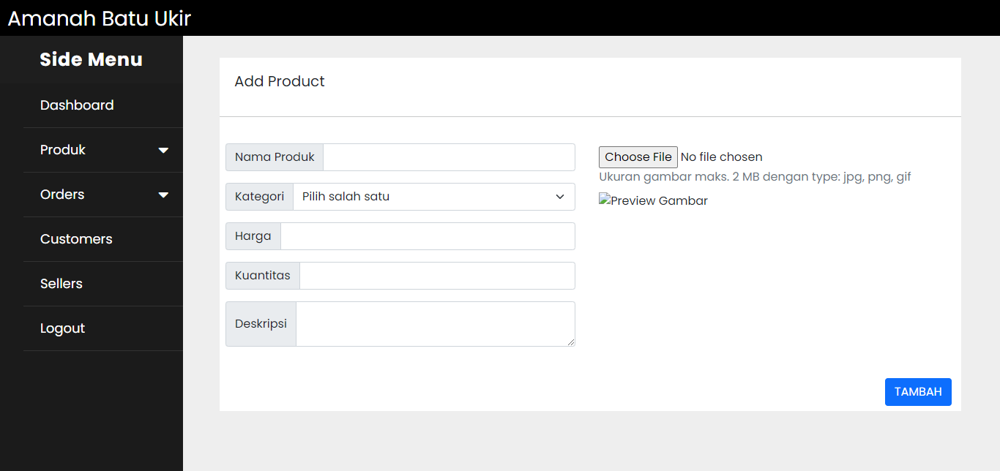 Amanah Batu Ukir
Side Menu
Dashboard
Produk
Orders
Customers
Sellers
Logout
Add Product
Nama Produk
Kategori Pilih salah satu
Harga
Kuantitas
Deskripsi
Choose File No file chosen
Ukuran gambar maks. 2 MB dengan type: jpg, png, gif
Preview Gambar
TAMBAH